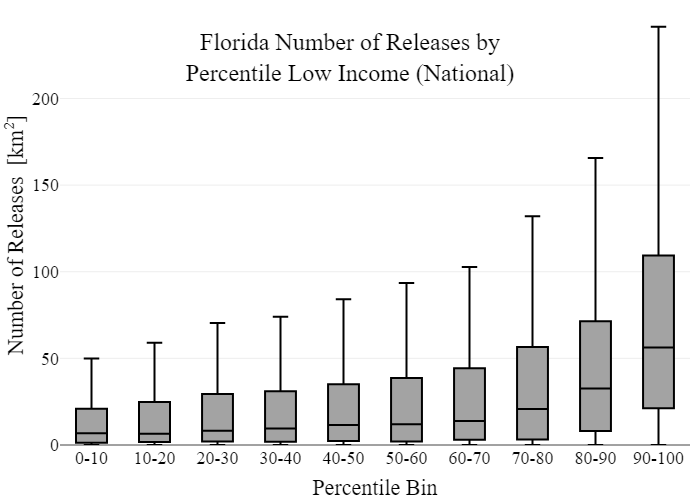 Florida Number of Releases by
Percentile Low Income (National)
Number of Releases [km²]
200
150
100
50
0
0-10 10-20 20-30 30-40 40-50 50-60 60-70 70-80 80-90 90-100
Percentile Bin